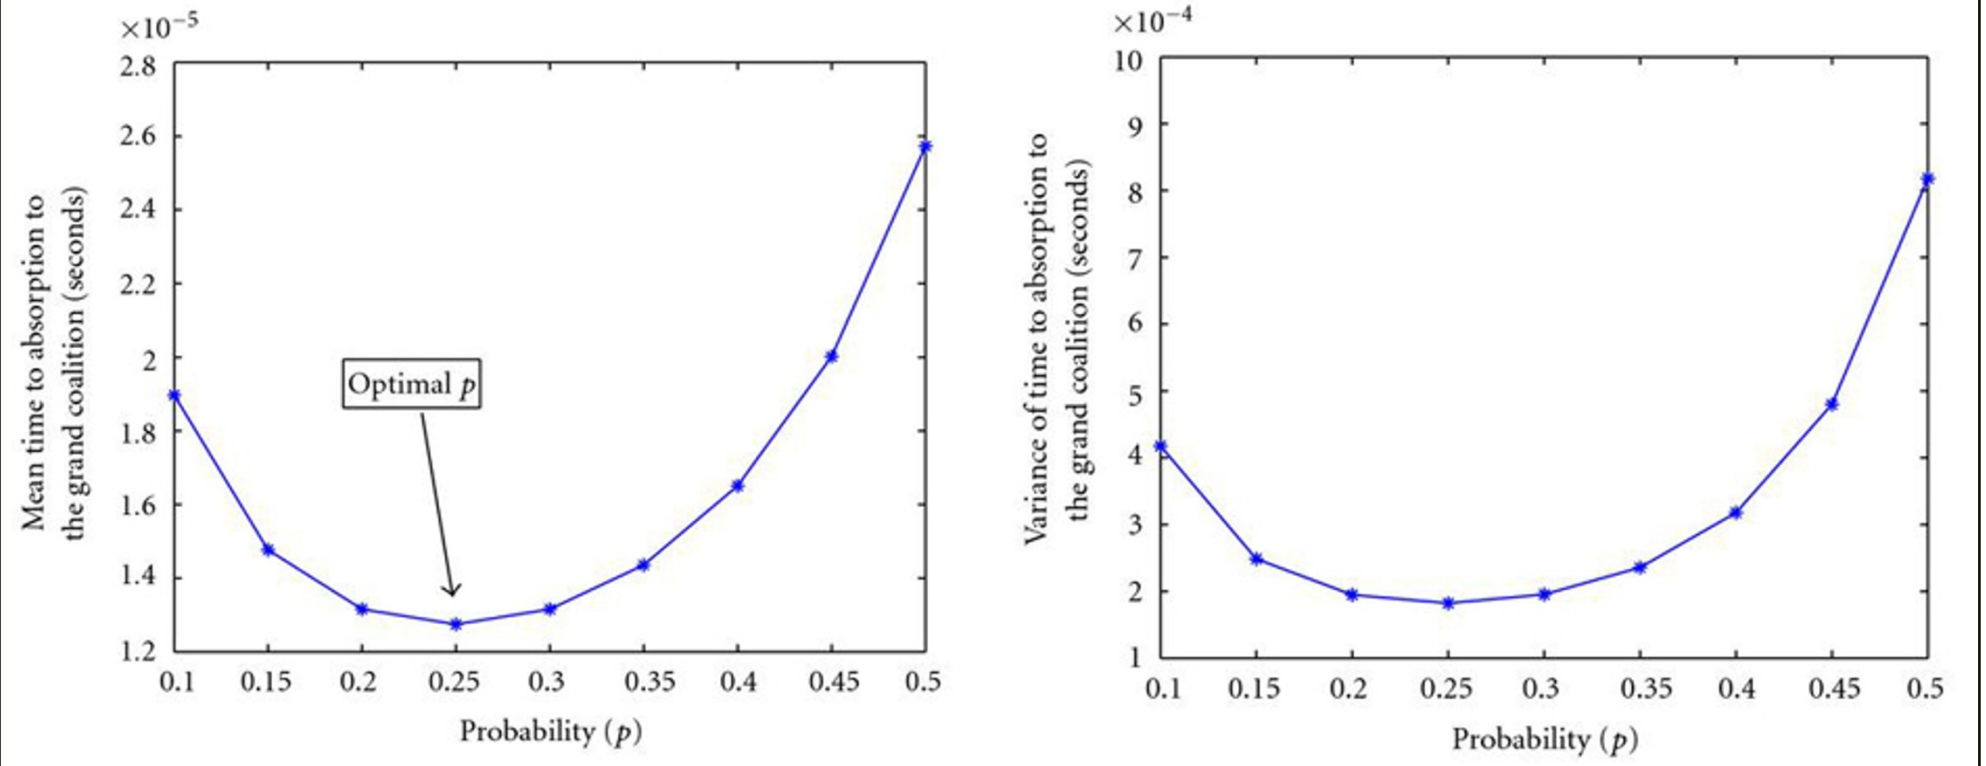 ×10⁻⁵
2.8
2.6
2.4
2.2
2
1.8
1.6
1.4
1.2
Mean time to absorption to
the grand coalition (seconds)
Optimal p
0.1 0.15 0.2 0.25 0.3 0.35 0.4 0.45 0.5
Probability (p)
×10⁻⁴
10
9
8
7
6
5
4
3
2
1
Variance of time to absorption to
the grand coalition (seconds)
0.1 0.15 0.2 0.25 0.3 0.35 0.4 0.45 0.5
Probability (p)